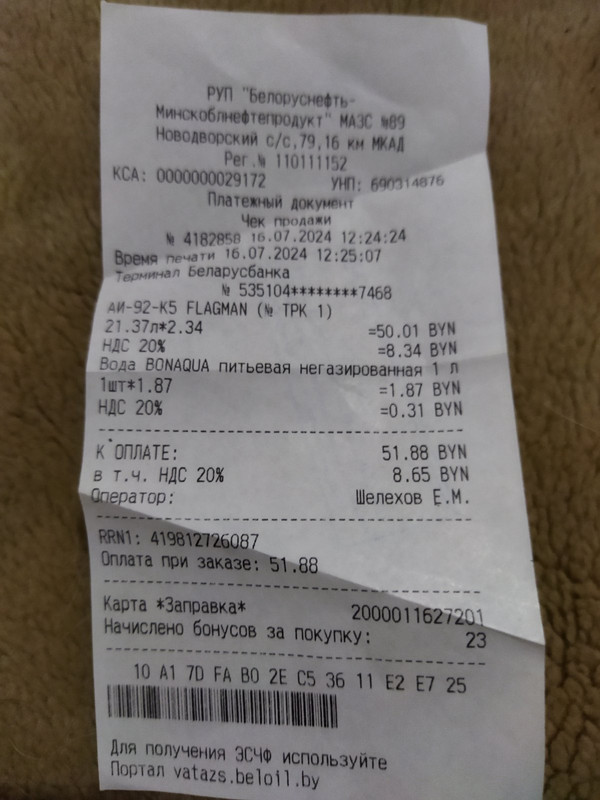 РУП "Белоруснефть-
Минскоблнефтепродукт" МАЗС №89
Новодворский с/с,79,16 км МКАД
Рег.№ 110111152
КСА: 0000000029172 УНП: 690314876
Платежный документ
Чек продажи
№ 4182858 16.07.2024 12:24:24
Время печати 16.07.2024 12:25:07
Терминал Беларусбанка
№ 535104********7468
АИ-92-К5 FLAGMAN (№ ТРК 1)
21.37л*2.34 =50.01 BYN
НДС 20% =8.34 BYN
Вода BONAQUA питьевая негазированная 1 л
1шт*1.87 =1.87 BYN
НДС 20% =0.31 BYN
К ОПЛАТЕ: 51.88 BYN
в т.ч. НДС 20% 8.65 BYN
Оператор: Шелехов Е.М.
RRN1: 419812726087
Оплата при заказе: 51.88
Карта *Заправка* 2000011627201
Начислено бонусов за покупку: 23
10 A1 7D FA B0 2E C5 36 11 E2 E7 25
Для получения ЭСЧФ используйте
Портал vatazs.beloil.by